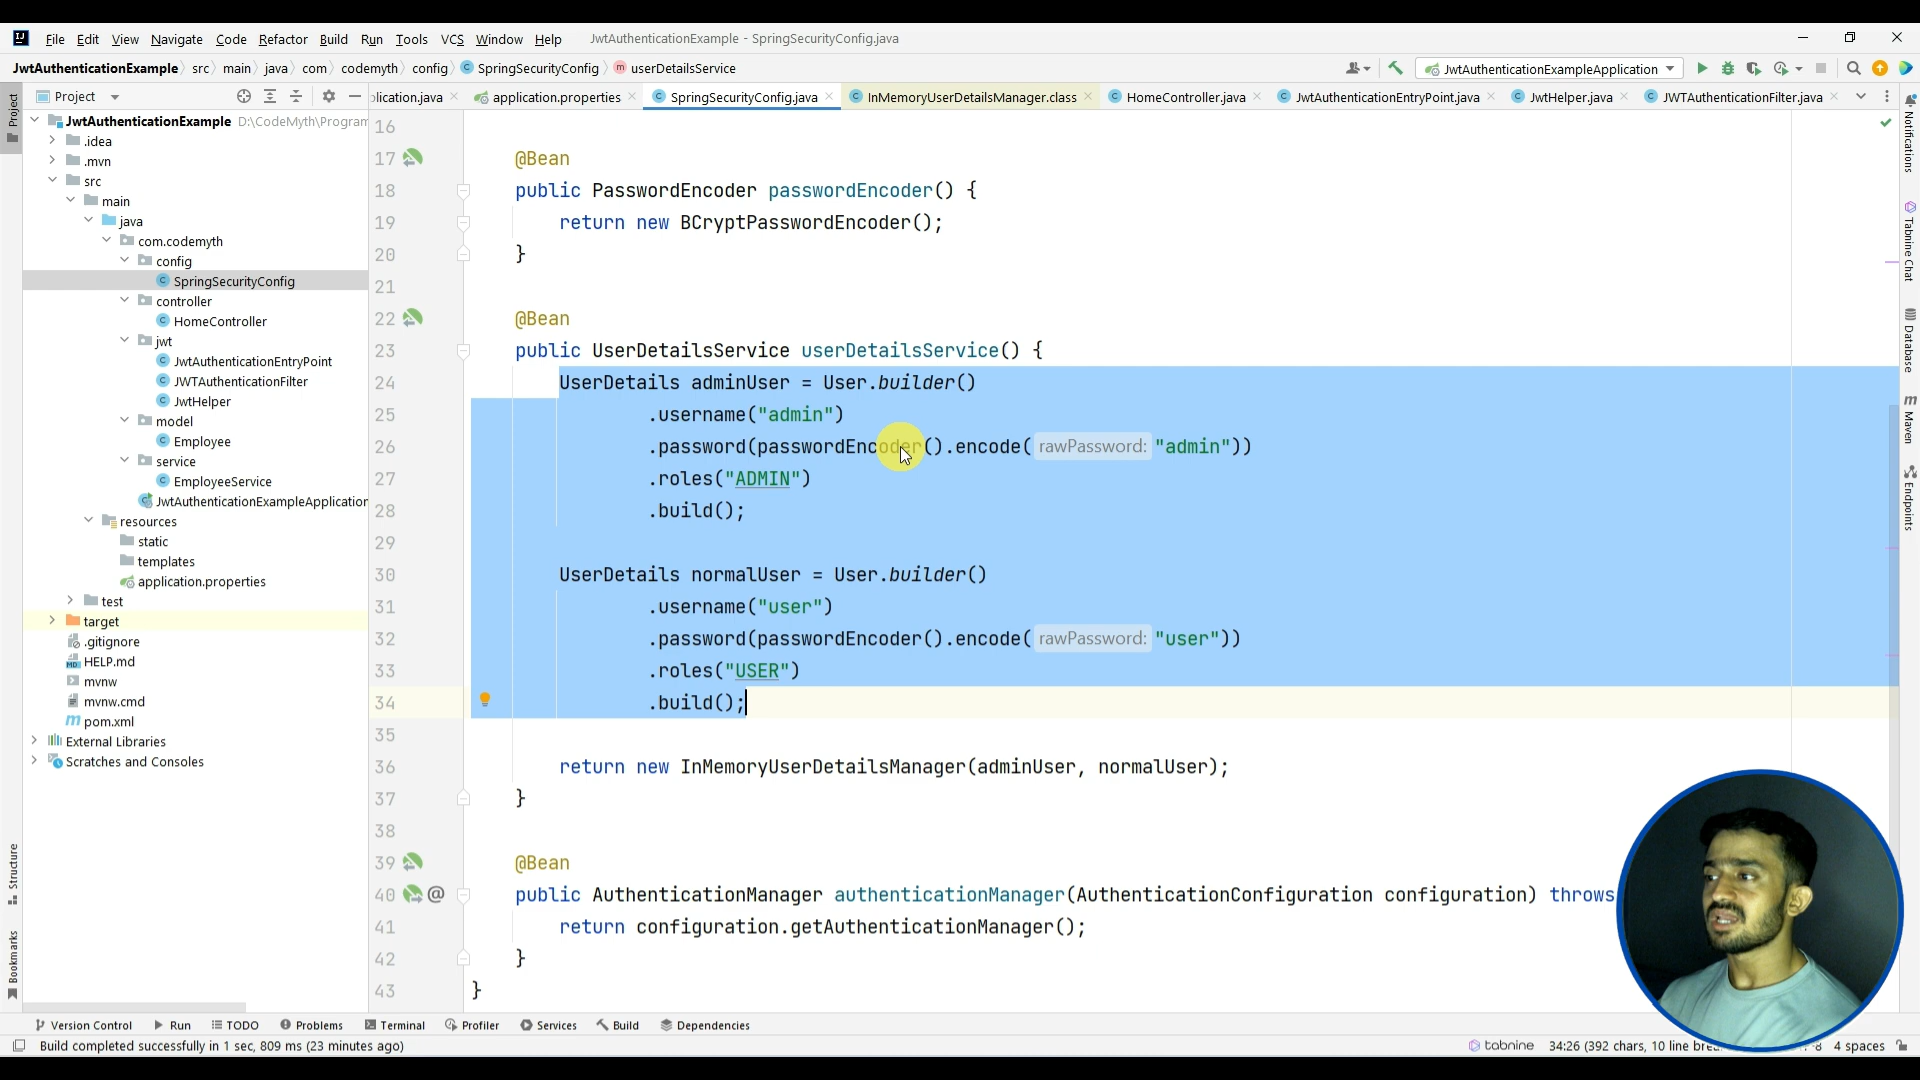 File Edit View Navigate Code Refactor Build Run Tools VCS Window Help JwtAuthenticationExample - SpringSecurityConfig.java
JwtAuthenticationExample src main java com codemyth config SpringSecurityConfig userDetailsService JwtAuthenticationExampleApplication
Project lication.java application.properties SpringSecurityConfig.java InMemoryUserDetailsManager.class HomeController.java JwtAuthenticationEntryPoint.java JwtHelper.java JWTAuthenticationFilter.java
Project
Structure
Bookmarks
JwtAuthenticationExample D:\CodeMyth\Program
.idea
.mvn
src
main
java
com.codemyth
config
SpringSecurityConfig
controller
HomeController
jwt
JwtAuthenticationEntryPoint
JWTAuthenticationFilter
JwtHelper
model
Employee
service
EmployeeService
JwtAuthenticationExampleApplication
resources
static
templates
application.properties
test
target
.gitignore
HELP.md
mvnw
mvnw.cmd
pom.xml
External Libraries
Scratches and Consoles
16
17 @Bean
18 public PasswordEncoder passwordEncoder() {
19 return new BCryptPasswordEncoder();
20 }
21
22 @Bean
23 public UserDetailsService userDetailsService() {
24 UserDetails adminUser = User.builder()
25 .username("admin")
26 .password(passwordEncoder().encode( rawPassword: "admin"))
27 .roles("ADMIN")
28 .build();
29
30 UserDetails normalUser = User.builder()
31 .username("user")
32 .password(passwordEncoder().encode( rawPassword: "user"))
33 .roles("USER")
34 .build();
35
36 return new InMemoryUserDetailsManager(adminUser, normalUser);
37 }
38
39 @Bean
40 @ public AuthenticationManager authenticationManager(AuthenticationConfiguration configuration) throws
41 return configuration.getAuthenticationManager();
42 }
43 }
Notifications
Tabnine Chat
Database
Maven
Endpoints
Version Control Run TODO Problems Terminal Profiler Services Build Dependencies
Build completed successfully in 1 sec, 809 ms (23 minutes ago) tabnine 34:26 (392 chars, 10 line 4 spaces